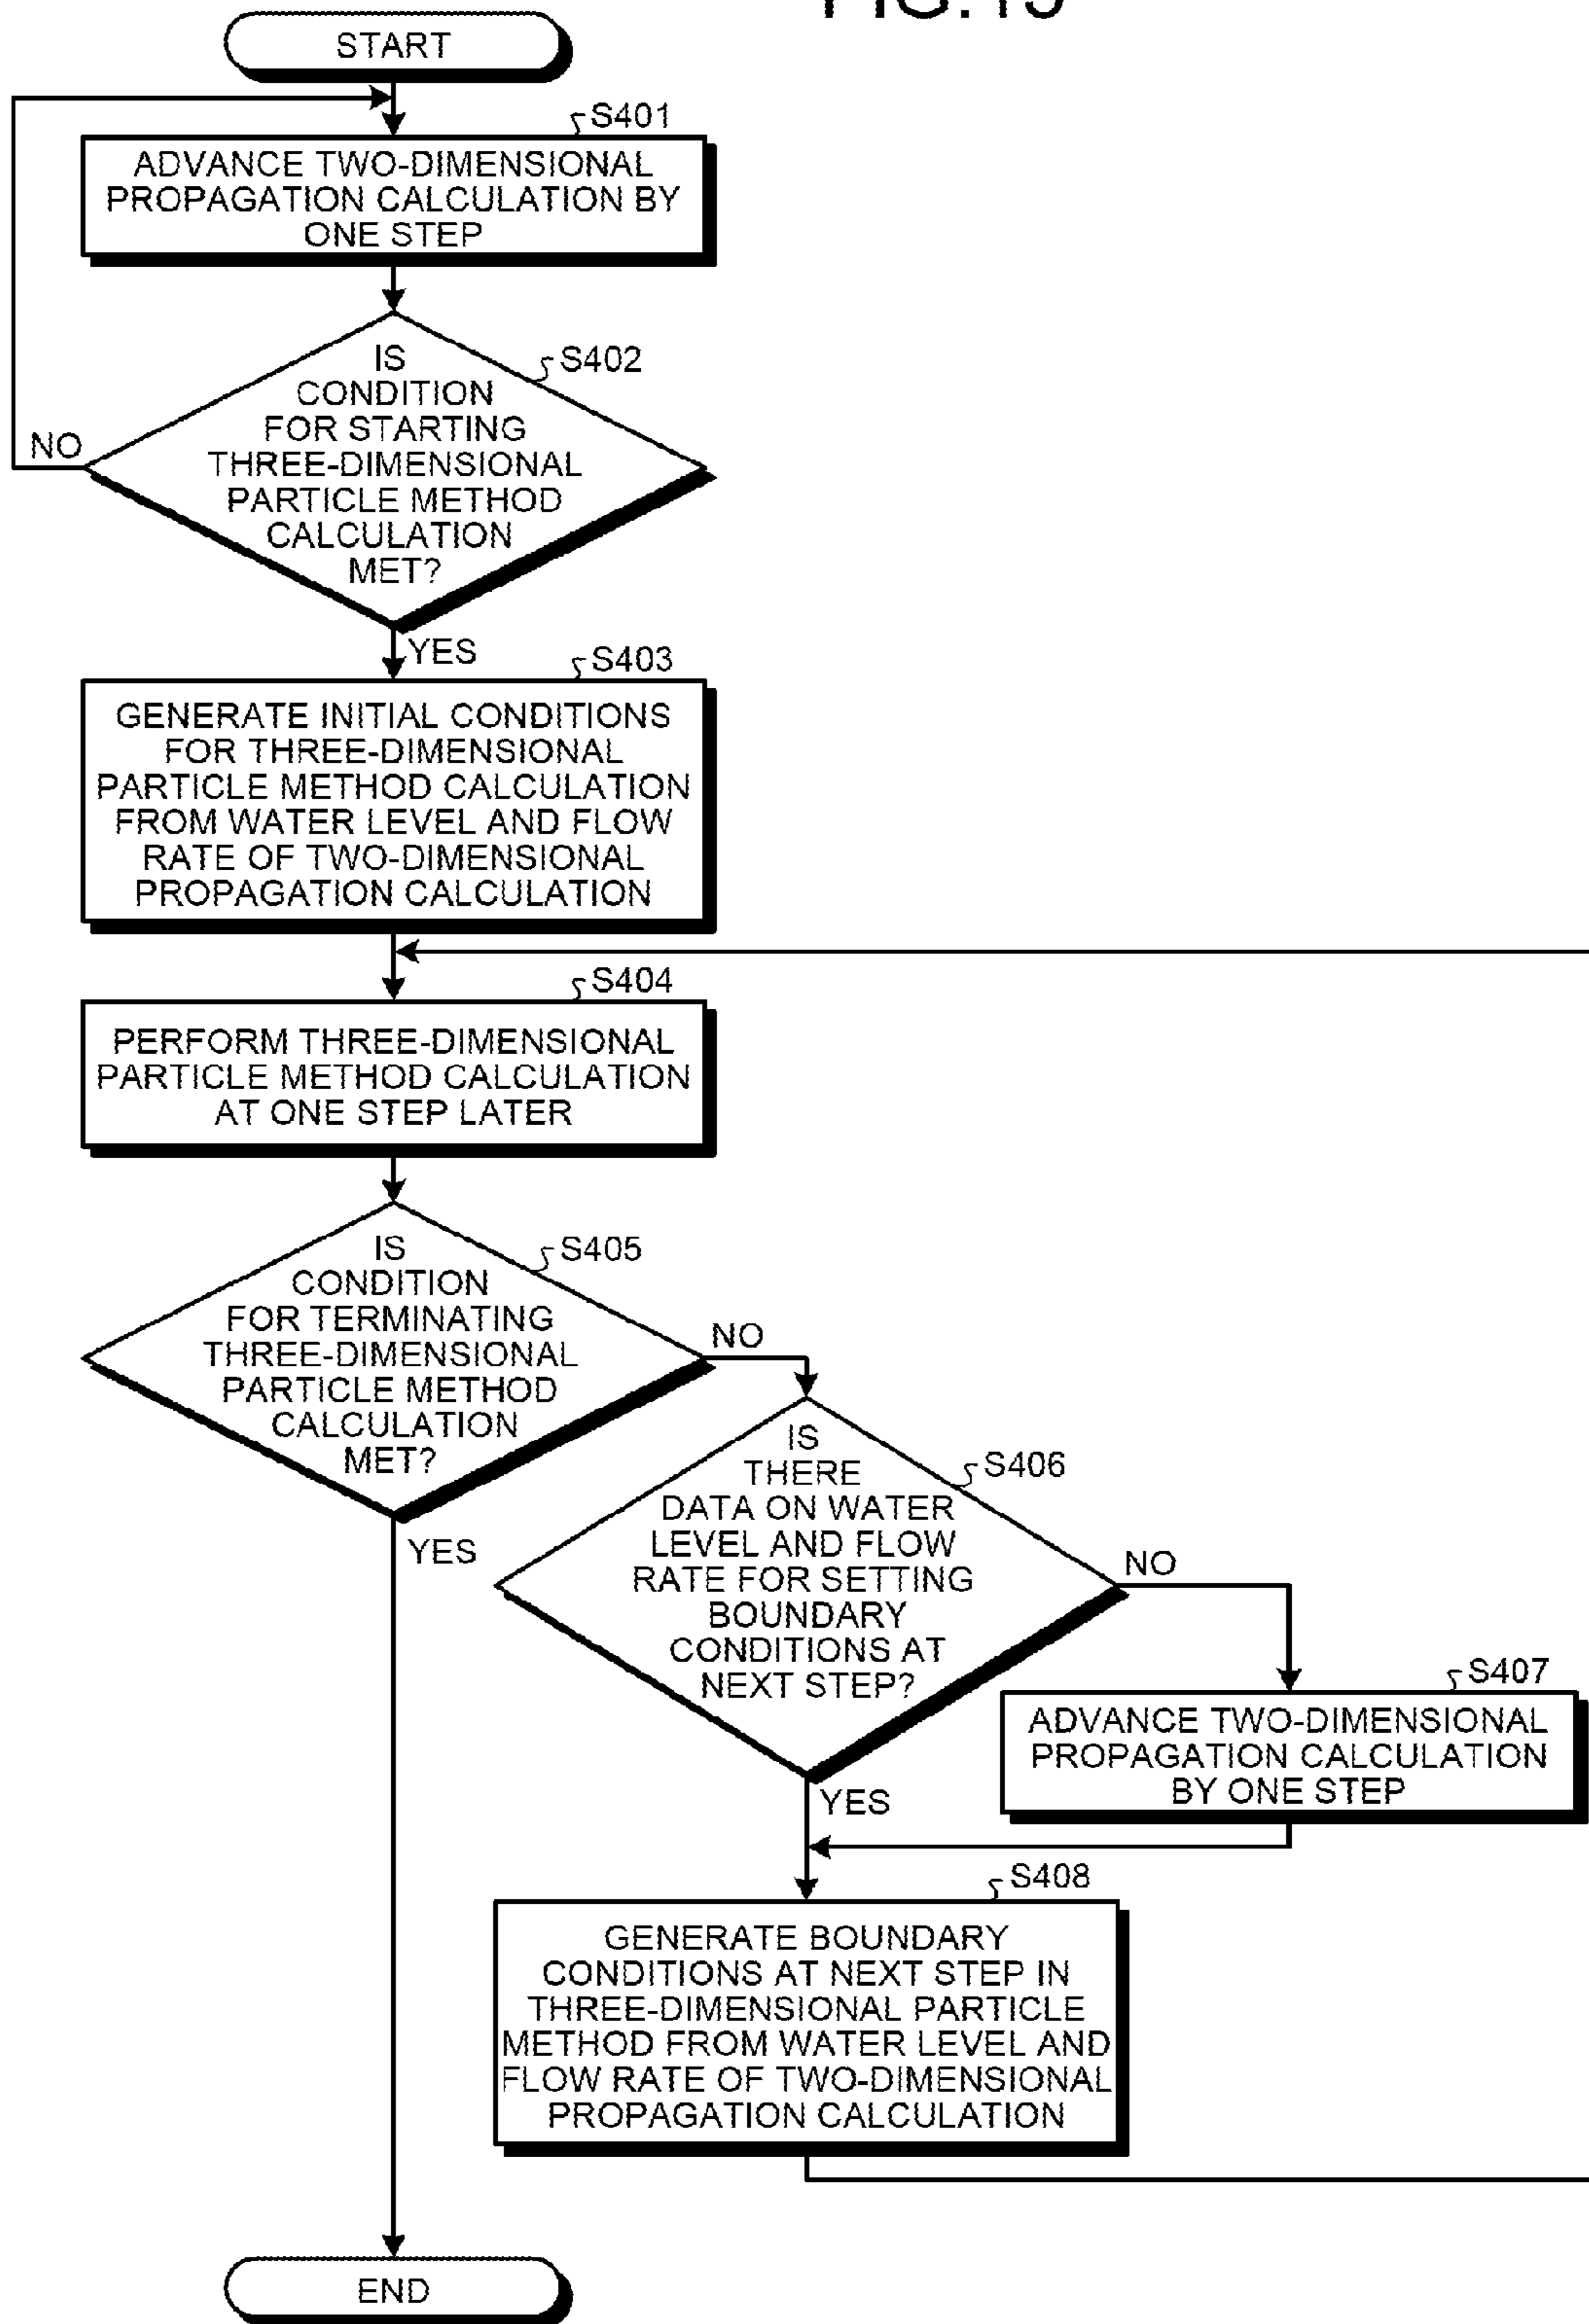 START
S401
ADVANCE TWO-DIMENSIONAL
PROPAGATION CALCULATION BY
ONE STEP
S402
IS
CONDITION
FOR STARTING
THREE-DIMENSIONAL
PARTICLE METHOD
CALCULATION
MET?
NO
YES
S403
GENERATE INITIAL CONDITIONS
FOR THREE-DIMENSIONAL
PARTICLE METHOD CALCULATION
FROM WATER LEVEL AND FLOW
RATE OF TWO-DIMENSIONAL
PROPAGATION CALCULATION
S404
PERFORM THREE-DIMENSIONAL
PARTICLE METHOD CALCULATION
AT ONE STEP LATER
S405
IS
CONDITION
FOR TERMINATING
THREE-DIMENSIONAL
PARTICLE METHOD
CALCULATION
MET?
NO
YES
S406
IS
THERE
DATA ON WATER
LEVEL AND FLOW
RATE FOR SETTING
BOUNDARY
CONDITIONS AT
NEXT STEP?
NO
YES
S407
ADVANCE TWO-DIMENSIONAL
PROPAGATION CALCULATION
BY ONE STEP
S408
GENERATE BOUNDARY
CONDITIONS AT NEXT STEP IN
THREE-DIMENSIONAL PARTICLE
METHOD FROM WATER LEVEL AND
FLOW RATE OF TWO-DIMENSIONAL
PROPAGATION CALCULATION
END